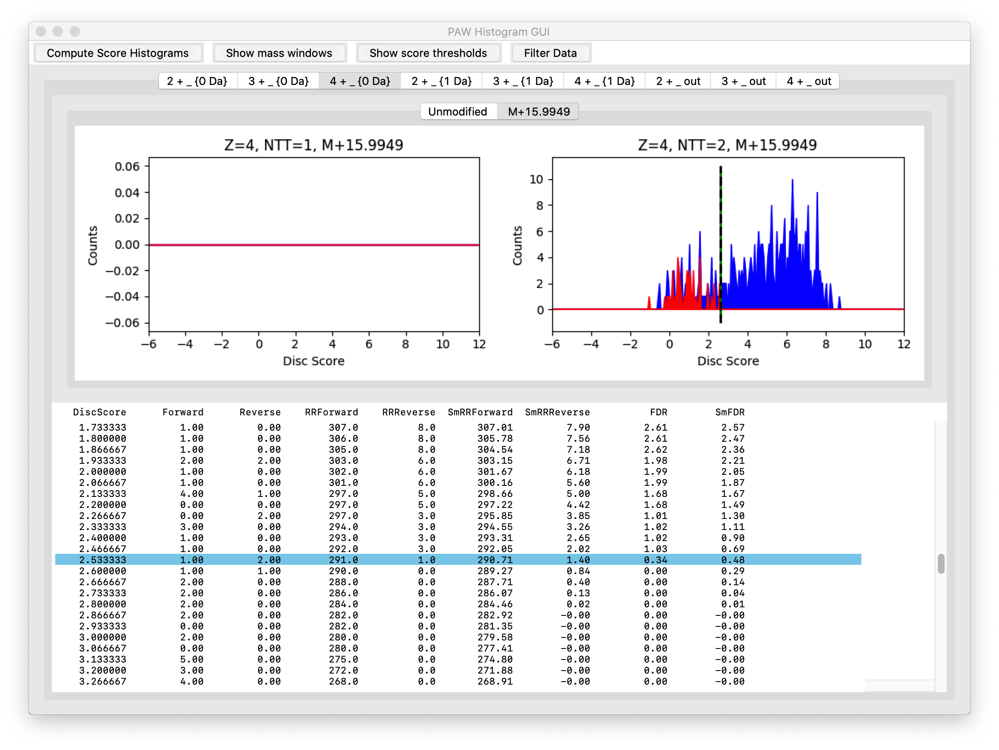 PAW Histogram GUI
Compute Score Histograms Show mass windows Show score thresholds Filter Data
2 + _ {0 Da} 3 + _ {0 Da} 4 + _ {0 Da} 2 + _ {1 Da} 3 + _ {1 Da} 4 + _ {1 Da} 2 + _ out 3 + _ out 4 + _ out
Unmodified M+15.9949
Z=4, NTT=1, M+15.9949
0.06
0.04
0.02
0.00
−0.02
−0.04
−0.06
Counts
−6 −4 −2 0 2 4 6 8 10 12
Disc Score
Z=4, NTT=2, M+15.9949
10
8
6
4
2
0
Counts
−6 −4 −2 0 2 4 6 8 10 12
Disc Score
DiscScore Forward Reverse RRForward RRReverse SmRRForward SmRRReverse FDR SmFDR
1.733333 1.00 0.00 307.0 8.0 307.01 7.90 2.61 2.57
1.800000 1.00 0.00 306.0 8.0 305.78 7.56 2.61 2.47
1.866667 1.00 0.00 305.0 8.0 304.54 7.18 2.62 2.36
1.933333 2.00 2.00 303.0 6.0 303.15 6.71 1.98 2.21
2.000000 1.00 0.00 302.0 6.0 301.67 6.18 1.99 2.05
2.066667 1.00 0.00 301.0 6.0 300.16 5.60 1.99 1.87
2.133333 4.00 1.00 297.0 5.0 298.66 5.00 1.68 1.67
2.200000 0.00 0.00 297.0 5.0 297.22 4.42 1.68 1.49
2.266667 0.00 2.00 297.0 3.0 295.85 3.85 1.01 1.30
2.333333 3.00 0.00 294.0 3.0 294.55 3.26 1.02 1.11
2.400000 1.00 0.00 293.0 3.0 293.31 2.65 1.02 0.90
2.466667 1.00 0.00 292.0 3.0 292.05 2.02 1.03 0.69
2.533333 1.00 2.00 291.0 1.0 290.71 1.40 0.34 0.48
2.600000 1.00 1.00 290.0 0.0 289.27 0.84 0.00 0.29
2.666667 2.00 0.00 288.0 0.0 287.71 0.40 0.00 0.14
2.733333 2.00 0.00 286.0 0.0 286.07 0.13 0.00 0.04
2.800000 2.00 0.00 284.0 0.0 284.46 0.02 0.00 0.01
2.866667 2.00 0.00 282.0 0.0 282.92 −0.00 0.00 −0.00
2.933333 0.00 0.00 282.0 0.0 281.35 −0.00 0.00 −0.00
3.000000 2.00 0.00 280.0 0.0 279.58 −0.00 0.00 −0.00
3.066667 0.00 0.00 280.0 0.0 277.41 −0.00 0.00 −0.00
3.133333 5.00 0.00 275.0 0.0 274.80 −0.00 0.00 −0.00
3.200000 3.00 0.00 272.0 0.0 271.88 −0.00 0.00 −0.00
3.266667 4.00 0.00 268.0 0.0 268.91 −0.00 0.00 −0.00